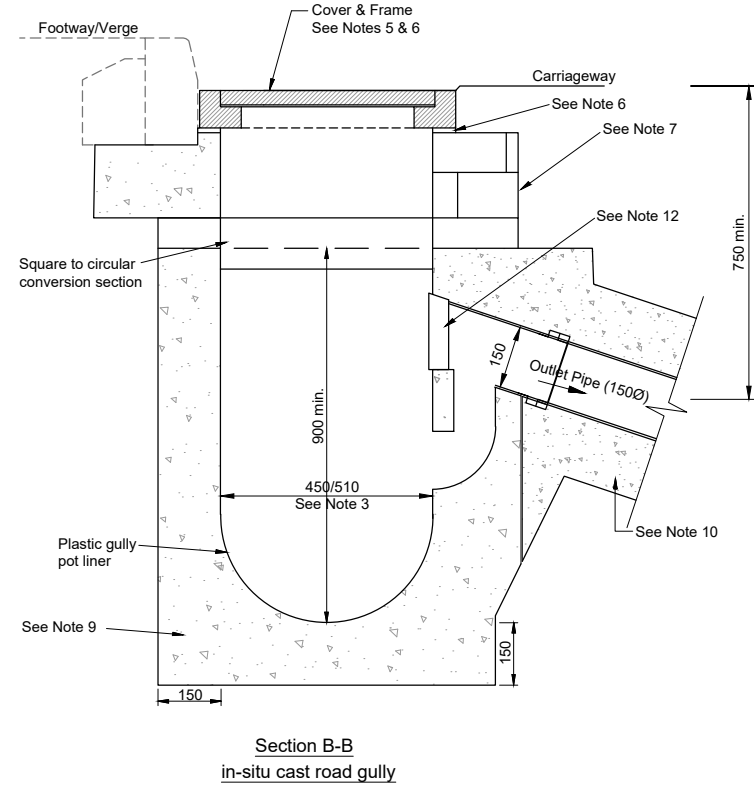 Cover & Frame
See Notes 5 & 6
Footway/Verge
Carriageway
See Note 6
See Note 7
See Note 12
750 min.
Square to circular
conversion section
150
Outlet Pipe (150Ø)
900 min.
450/510
See Note 3
See Note 10
Plastic gully
pot liner
See Note 9
150
150
Section B-B
in-situ cast road gully